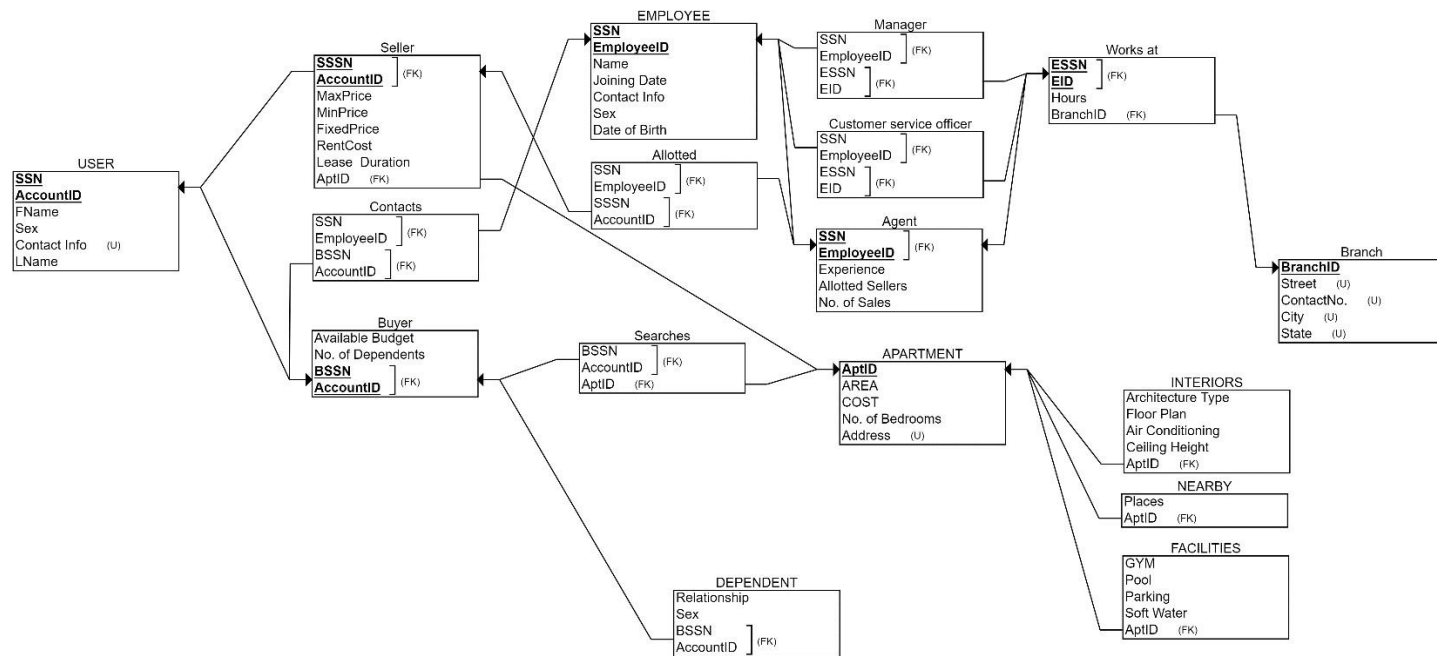 USER
SSN
AccountID
FName
Sex
Contact Info (U)
LName
Seller
SSSN
AccountID (FK)
MaxPrice
MinPrice
FixedPrice
RentCost
Lease Duration
AptID (FK)
Contacts
SSN
EmployeeID (FK)
BSSN
AccountID (FK)
Buyer
Available Budget
No. of Dependents
BSSN
AccountID (FK)
EMPLOYEE
SSN
EmployeeID
Name
Joining Date
Contact Info
Sex
Date of Birth
Allotted
SSN
EmployeeID (FK)
SSSN
AccountID (FK)
Searches
BSSN
AccountID (FK)
AptID (FK)
DEPENDENT
Relationship
Sex
BSSN
AccountID (FK)
Manager
SSN
EmployeeID (FK)
ESSN
EID (FK)
Customer service officer
SSN
EmployeeID (FK)
ESSN
EID (FK)
Agent
SSN
EmployeeID (FK)
Experience
Allotted Sellers
No. of Sales
APARTMENT
AptID
AREA
COST
No. of Bedrooms
Address (U)
Works at
ESSN
EID (FK)
Hours
BranchID (FK)
Branch
BranchID
Street (U)
ContactNo. (U)
City (U)
State (U)
INTERIORS
Architecture Type
Floor Plan
Air Conditioning
Ceiling Height
AptID (FK)
NEARBY
Places
AptID (FK)
FACILITIES
GYM
Pool
Parking
Soft Water
AptID (FK)